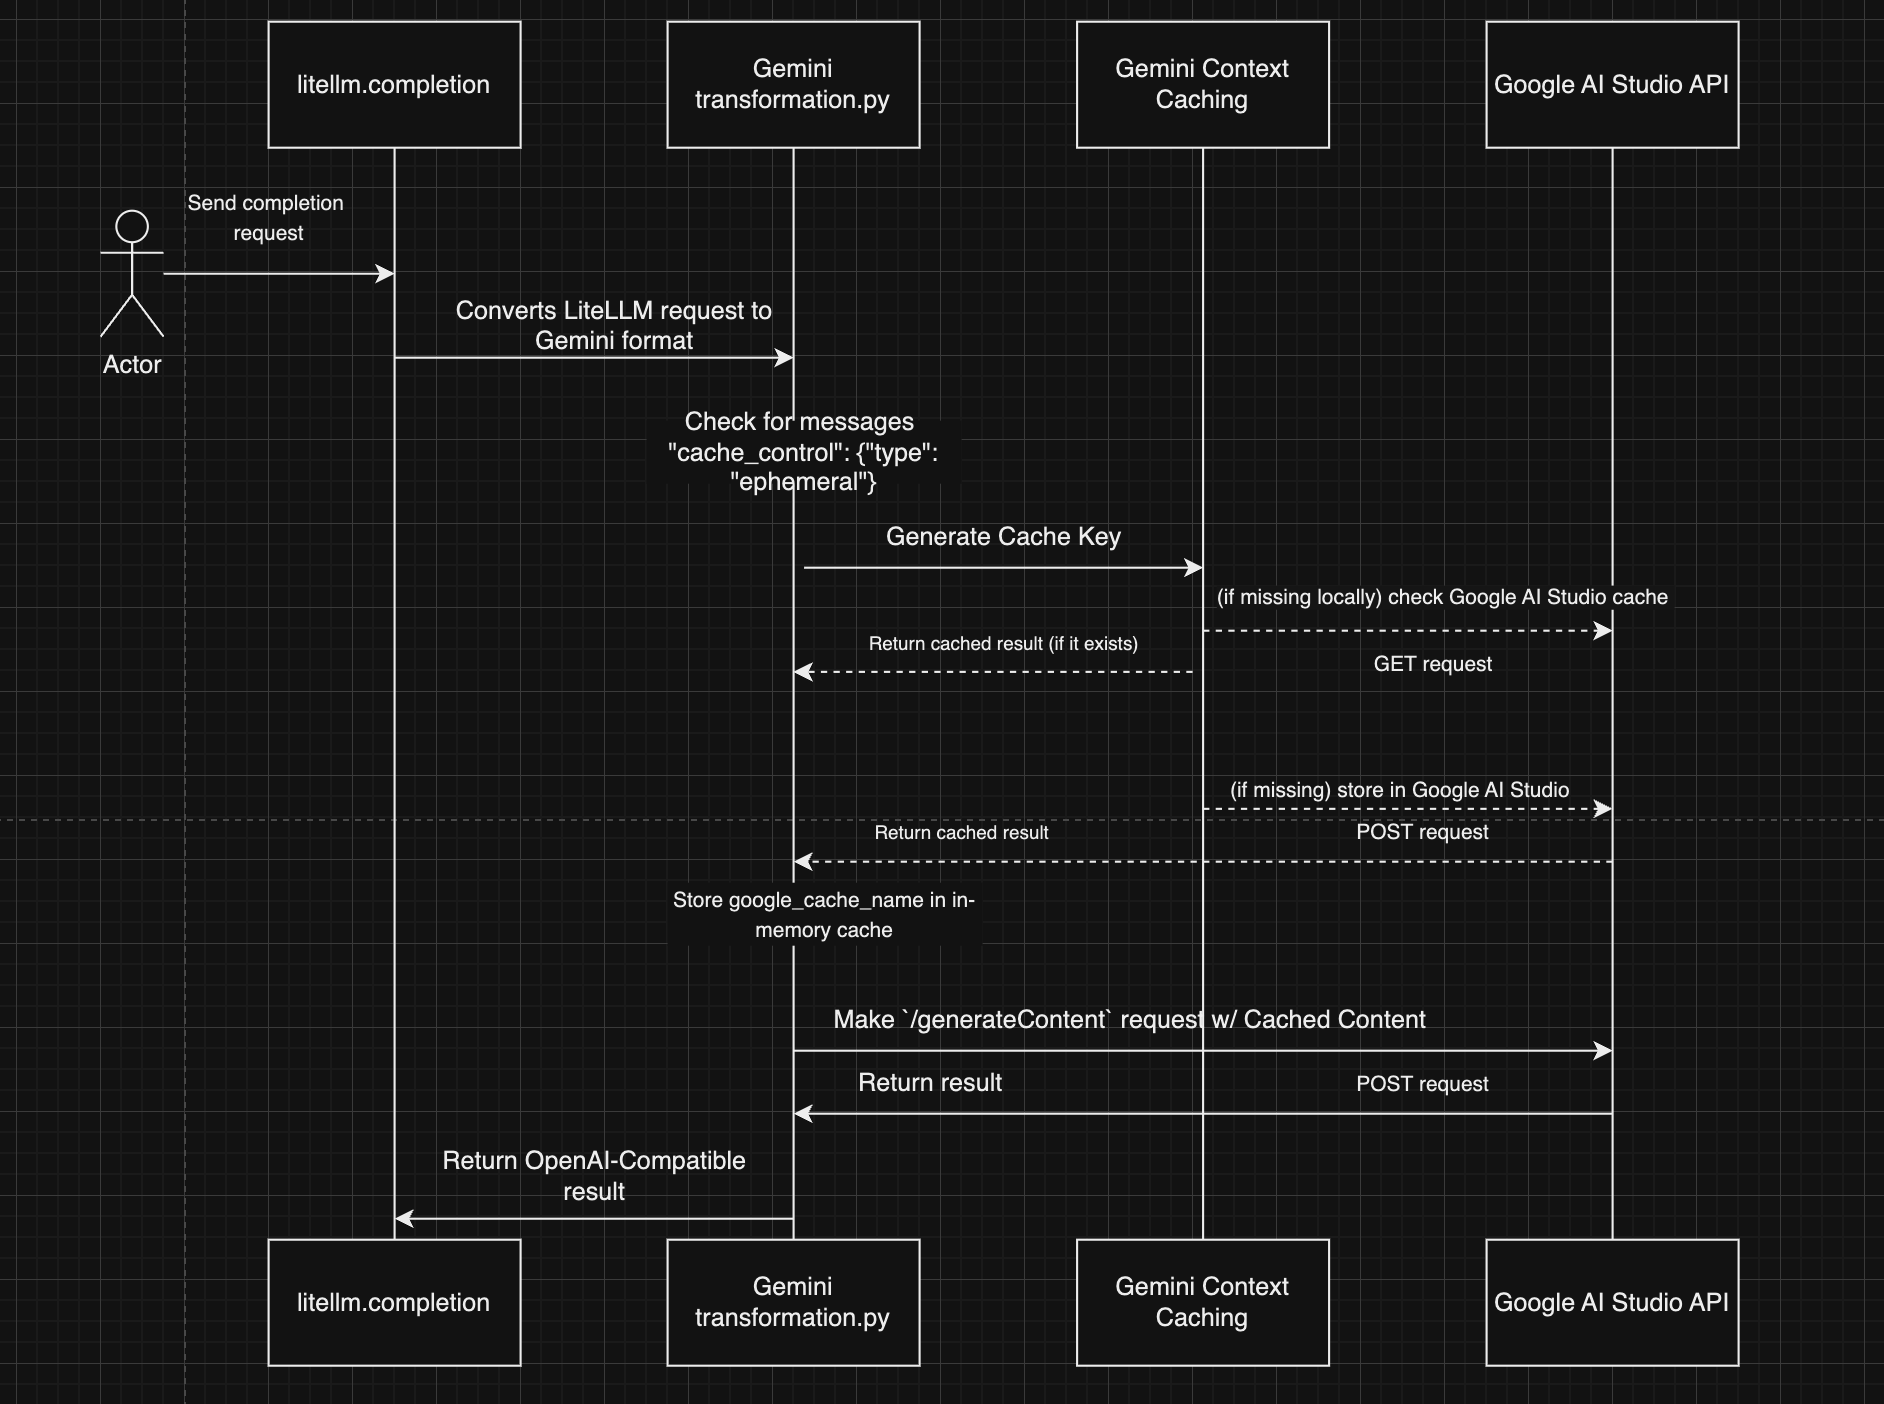 litellm.completion
Gemini
transformation.py
Gemini Context
Caching
Google AI Studio API
Send completion
request
Actor
Converts LiteLLM request to
Gemini format
Check for messages
"cache_control": {"type":
"ephemeral"}
Generate Cache Key
(if missing locally) check Google AI Studio cache
Return cached result (if it exists)
GET request
(if missing) store in Google AI Studio
Return cached result
POST request
Store google_cache_name in in-
memory cache
Make `/generateContent` request w/ Cached Content
Return result
POST request
Return OpenAI-Compatible
result
litellm.completion
Gemini
transformation.py
Gemini Context
Caching
Google AI Studio API